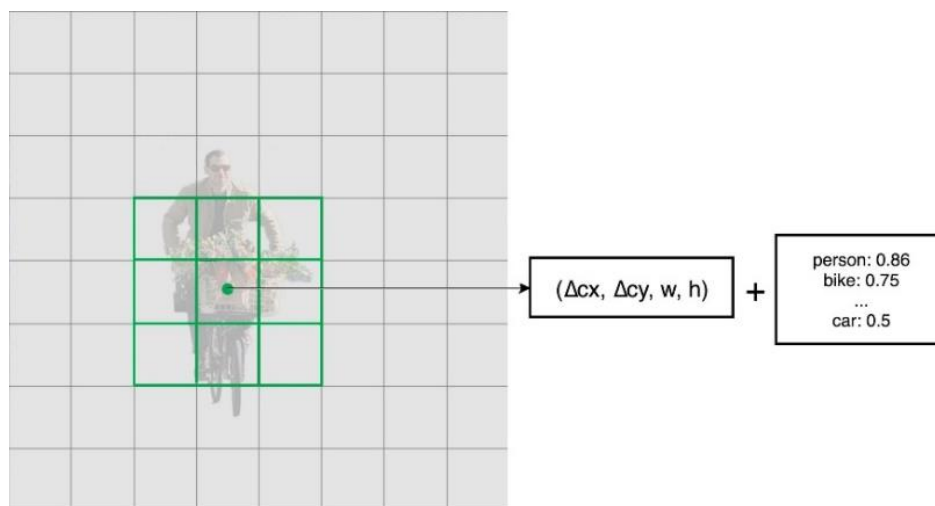 (Δcx, Δcy, w, h)
+
person: 0.86
bike: 0.75
...
car: 0.5